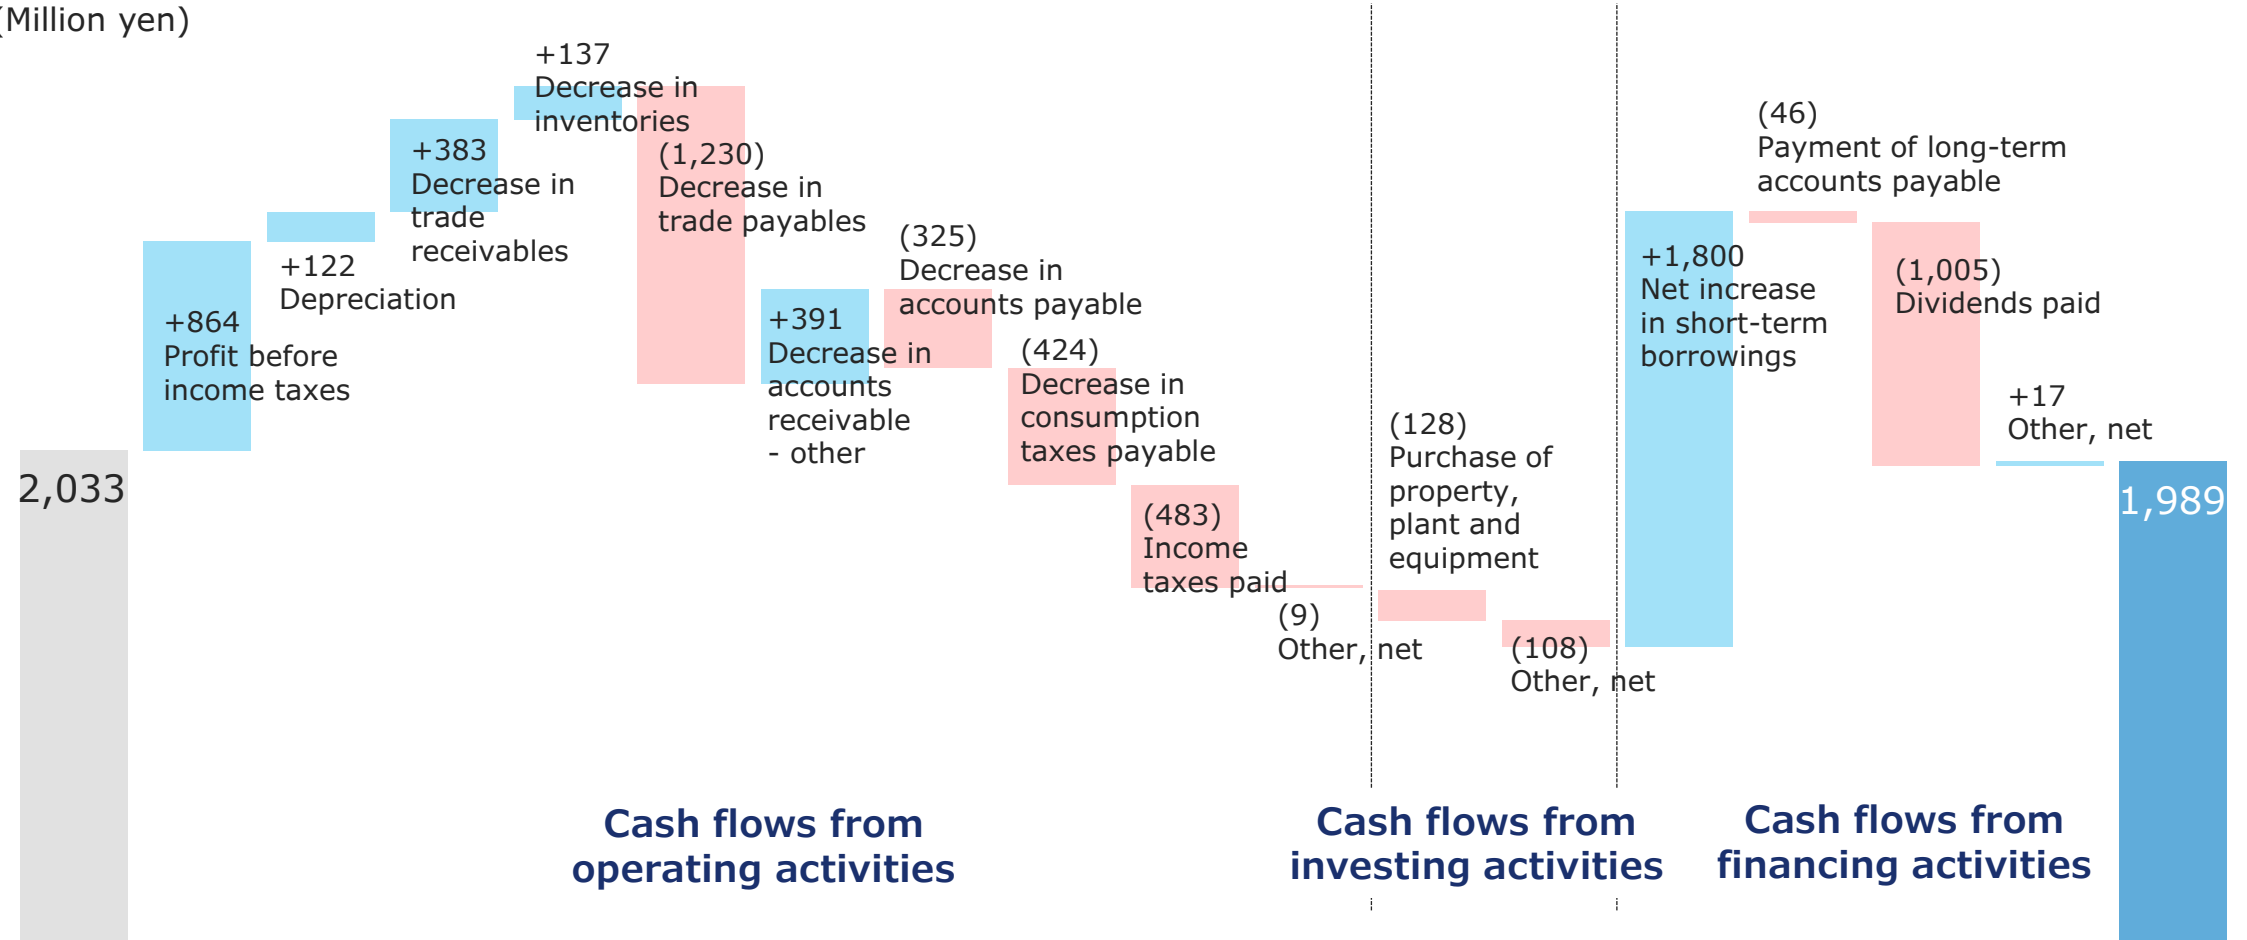 (Million yen)
+137
Decrease in
inventories
+383
Decrease in
trade
receivables
+122
Depreciation
+864
Profit before
income taxes
2,033
(1,230)
Decrease in
trade payables
+391
Decrease in
accounts
receivable
- other
(325)
Decrease in
accounts payable
(424)
Decrease in
consumption
taxes payable
(483)
Income
taxes paid
(9)
Other, net
(128)
Purchase of
property,
plant and
equipment
(108)
Other, net
+1,800
Net increase
in short-term
borrowings
(46)
Payment of long-term
accounts payable
(1,005)
Dividends paid
+17
Other, net
1,989
Cash flows from
operating activities
Cash flows from
investing activities
Cash flows from
financing activities